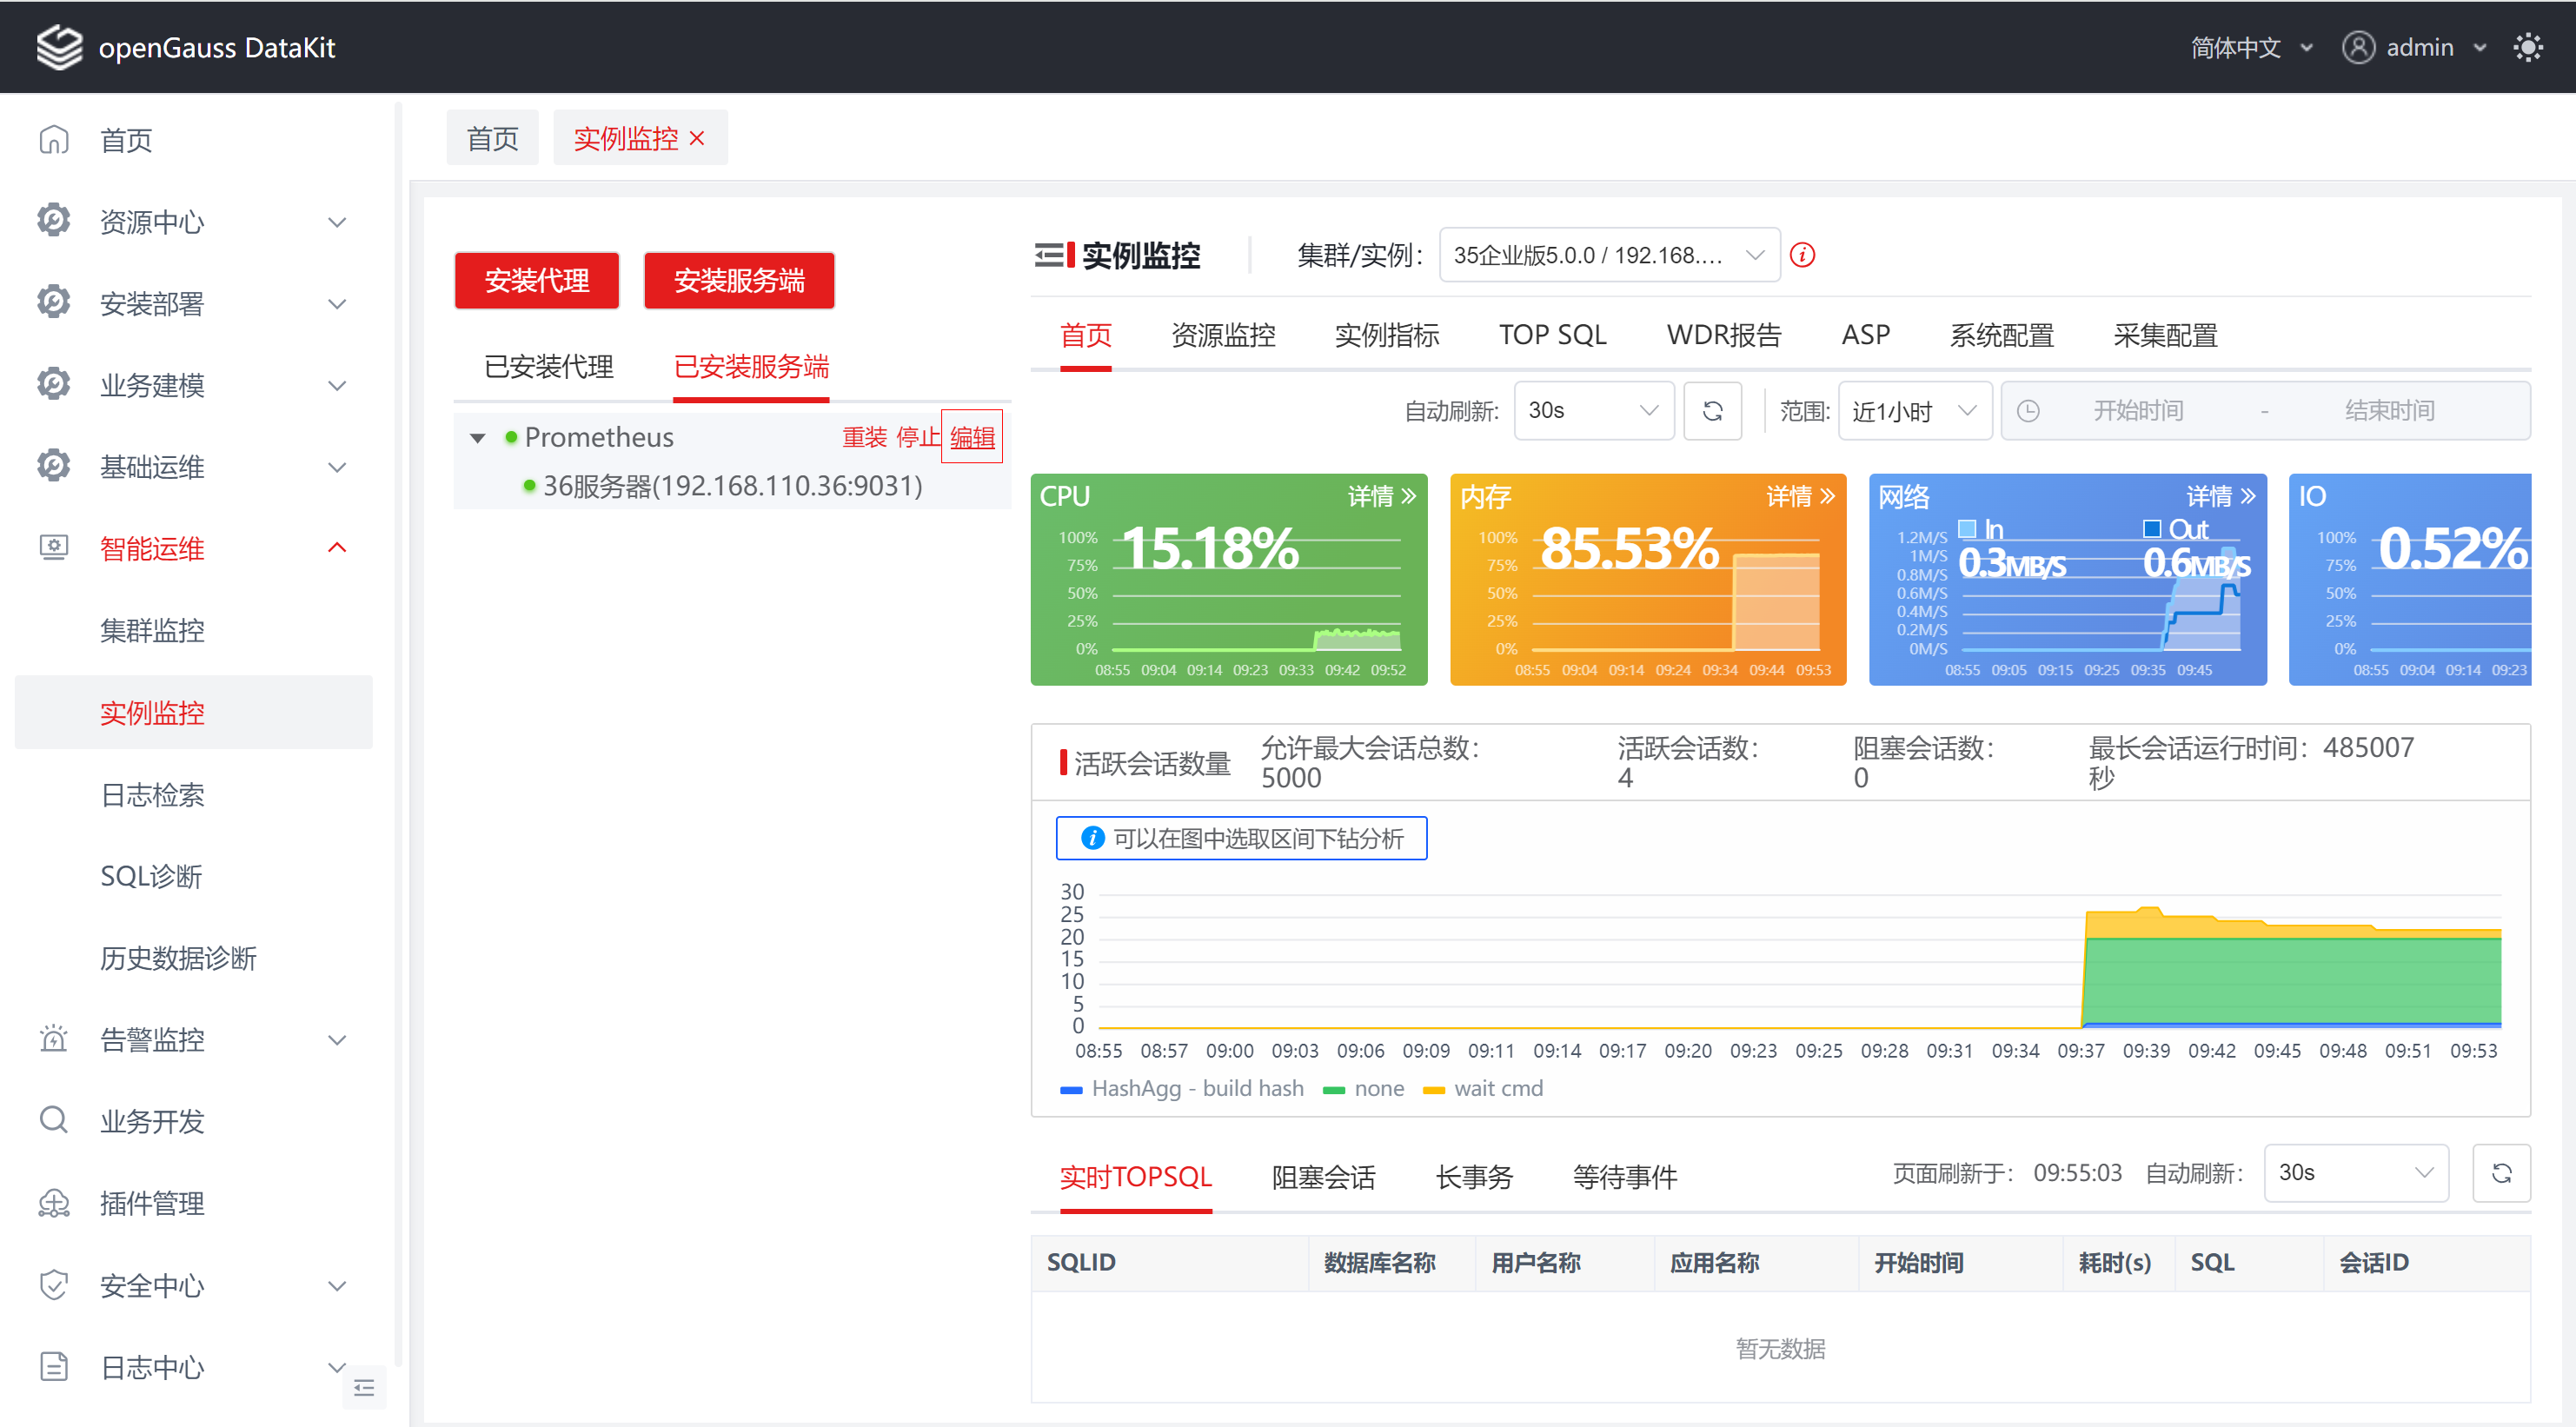 openGauss DataKit
简体中文
admin
首页
资源中心
安装部署
业务建模
基础运维
智能运维
集群监控
实例监控
日志检索
SQL诊断
历史数据诊断
告警监控
业务开发
插件管理
安全中心
日志中心
首页 实例监控
安装代理 安装服务端
已安装代理 已安装服务端
Prometheus 重装 停止 编辑
36服务器(192.168.110.36:9031)
实例监控 集群/实例： 35企业版5.0.0 / 192.168....
首页 资源监控 实例指标 TOP SQL WDR报告 ASP 系统配置 采集配置
自动刷新: 30s 范围: 近1小时 开始时间 - 结束时间
CPU 详情
15.18%
100%
75%
50%
25%
0%
08:55 09:04 09:14 09:23 09:33 09:42 09:52
内存 详情
85.53%
100%
75%
50%
25%
0%
08:55 09:04 09:14 09:24 09:34 09:44 09:53
网络 详情
In Out
0.3MB/S 0.6MB/S
1.2M/S
1M/S
0.8M/S
0.6M/S
0.4M/S
0.2M/S
0M/S
08:55 09:05 09:15 09:25 09:35 09:45
IO
0.52%
100%
75%
50%
25%
0%
08:55 09:04 09:14 09:23
活跃会话数量
允许最大会话总数：
5000
活跃会话数：
4
阻塞会话数：
0
最长会话运行时间：485007
秒
可以在图中选取区间下钻分析
30
25
20
15
10
5
0
08:55 08:57 09:00 09:03 09:06 09:09 09:11 09:14 09:17 09:20 09:23 09:25 09:28 09:31 09:34 09:37 09:39 09:42 09:45 09:48 09:51 09:53
HashAgg - build hash none wait cmd
实时TOPSQL 阻塞会话 长事务 等待事件 页面刷新于： 09:55:03 自动刷新： 30s
SQLID 数据库名称 用户名称 应用名称 开始时间 耗时(s) SQL 会话ID
暂无数据